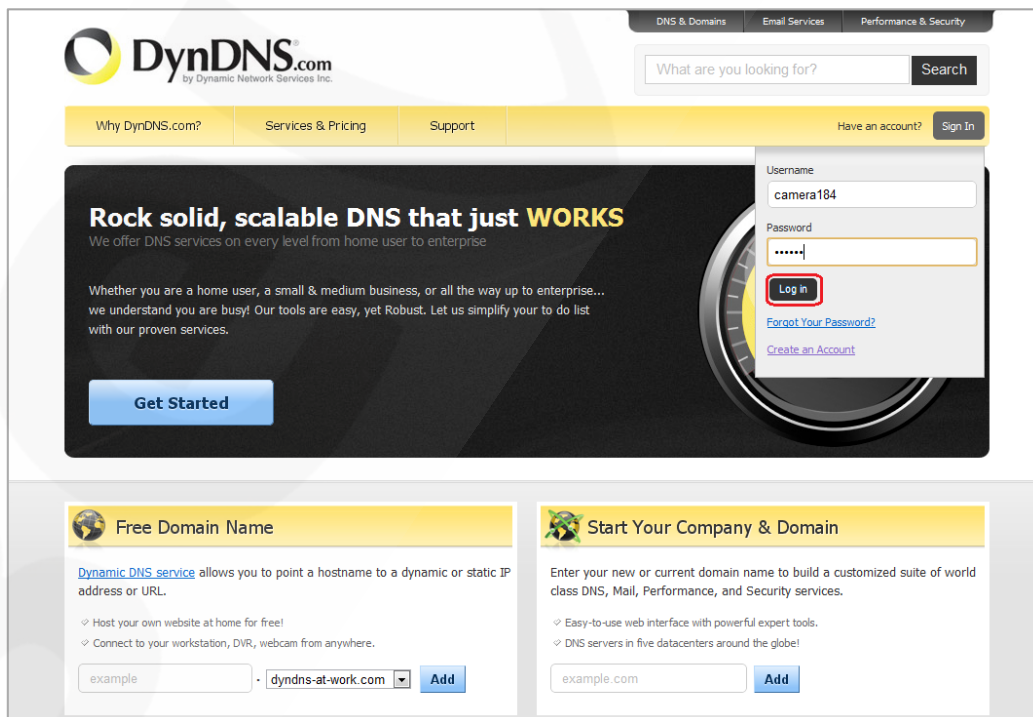 DNS & Domains Email Services Performance & Security
DynDNS.com
by Dynamic Network Services Inc.
What are you looking for? Search
Why DynDNS.com? Services & Pricing Support Have an account? Sign In
Username
camera184
Password
••••••
Log in
Forgot Your Password?
Create an Account
Rock solid, scalable DNS that just WORKS
We offer DNS services on every level from home user to enterprise
Whether you are a home user, a small & medium business, or all the way up to enterprise...
we understand you are busy! Our tools are easy, yet Robust. Let us simplify your to do list
with our proven services.
Get Started
Free Domain Name
Dynamic DNS service allows you to point a hostname to a dynamic or static IP
address or URL.
Host your own website at home for free!
Connect to your workstation, DVR, webcam from anywhere.
example . dyndns-at-work.com Add
Start Your Company & Domain
Enter your new or current domain name to build a customized suite of world
class DNS, Mail, Performance, and Security services.
Easy-to-use web interface with powerful expert tools.
DNS servers in five datacenters around the globe!
example.com Add